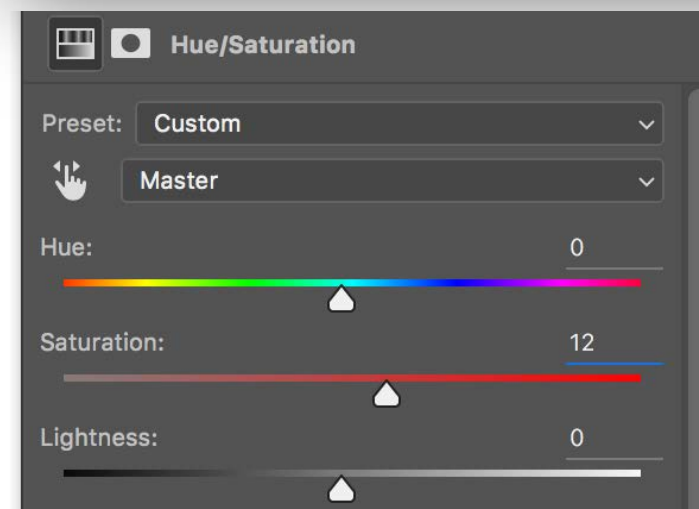 Hue/Saturation
Preset: Custom
Master
Hue: 0
Saturation: 12
Lightness: 0